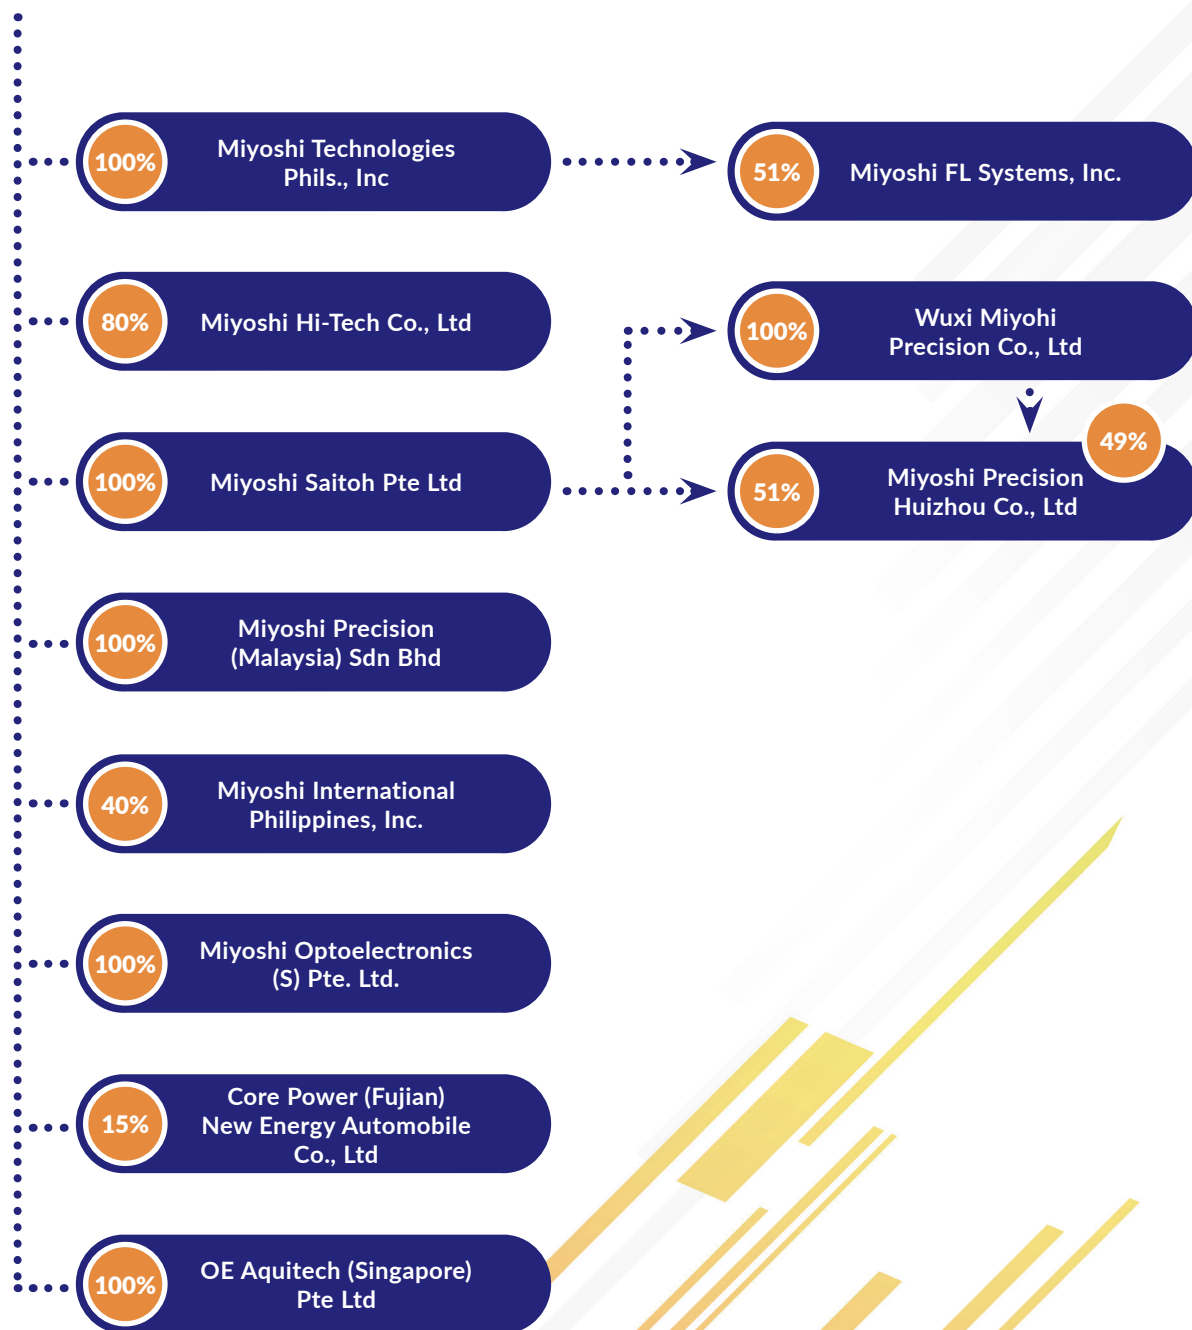 100%
Miyoshi Technologies
Phils., Inc
51%
Miyoshi FL Systems, Inc.
80%
Miyoshi Hi-Tech Co., Ltd
100%
Wuxi Miyohi
Precision Co., Ltd
100%
Miyoshi Saitoh Pte Ltd
49%
51%
Miyoshi Precision
Huizhou Co., Ltd
100%
Miyoshi Precision
(Malaysia) Sdn Bhd
40%
Miyoshi International
Philippines, Inc.
100%
Miyoshi Optoelectronics
(S) Pte. Ltd.
15%
Core Power (Fujian)
New Energy Automobile
Co., Ltd
100%
OE Aquitech (Singapore)
Pte Ltd